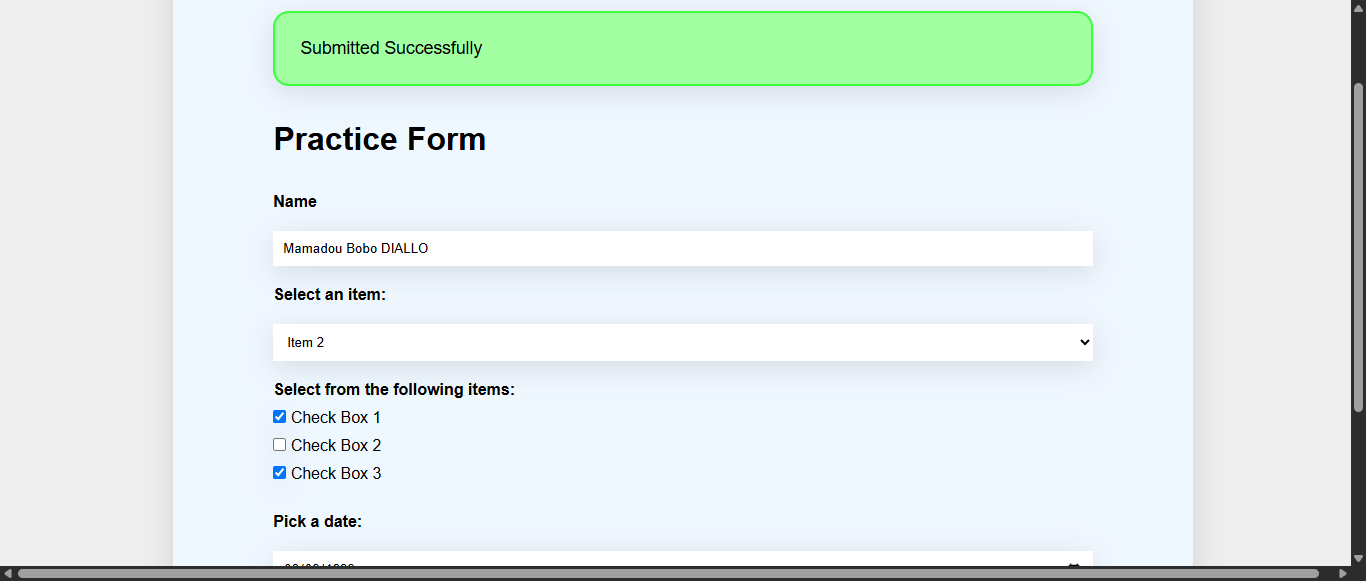 Submitted Successfully
Practice Form
Name
Mamadou Bobo DIALLO
Select an item:
Item 2
Select from the following items:
Check Box 1
Check Box 2
Check Box 3
Pick a date: